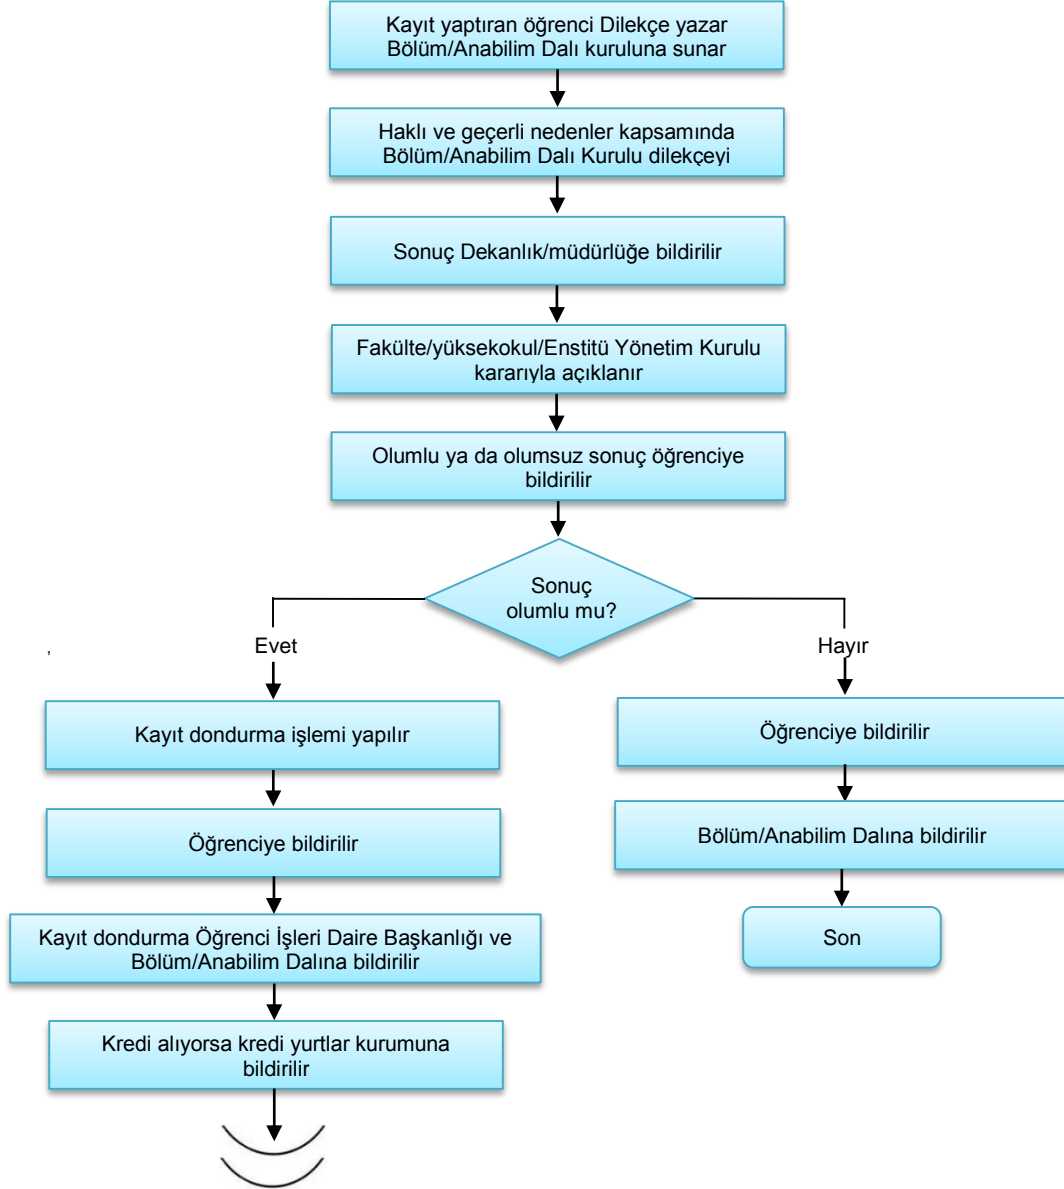 Kayıt yaptıran öğrenci Dilekçe yazar
Bölüm/Anabilim Dalı kuruluna sunar
Haklı ve geçerli nedenler kapsamında
Bölüm/Anabilim Dalı Kurulu dilekçeyi
Sonuç Dekanlık/müdürlüğe bildirilir
Fakülte/yüksekokul/Enstitü Yönetim Kurulu
kararıyla açıklanır
Olumlu ya da olumsuz sonuç öğrenciye
bildirilir
Sonuç
olumlu mu?
,
Evet
Hayır
Kayıt dondurma işlemi yapılır
Öğrenciye bildirilir
Öğrenciye bildirilir
Bölüm/Anabilim Dalına bildirilir
Kayıt dondurma Öğrenci İşleri Daire Başkanlığı ve
Bölüm/Anabilim Dalına bildirilir
Son
Kredi alıyorsa kredi yurtlar kurumuna
bildirilir